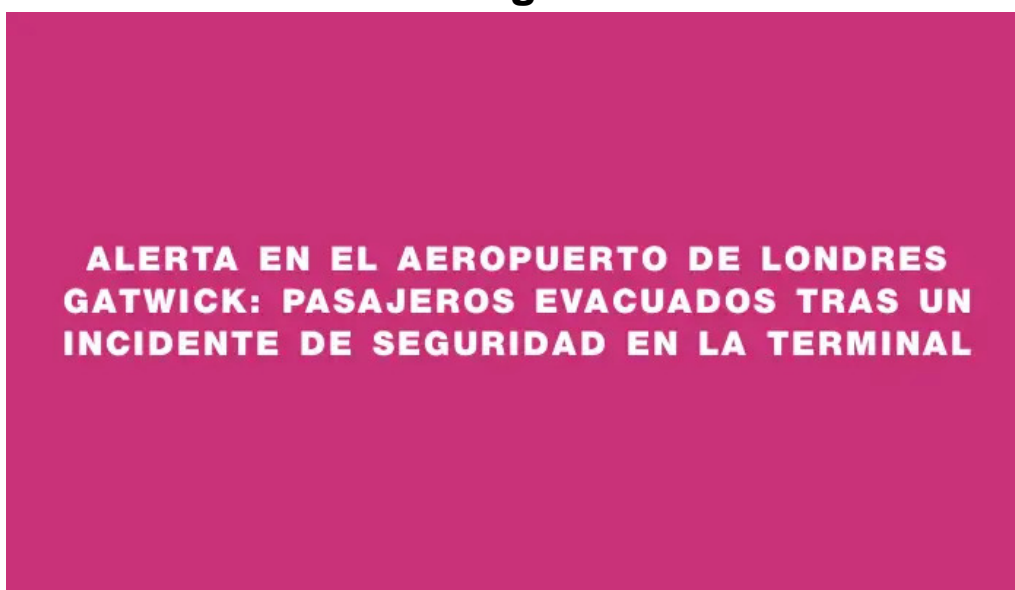 ALERTA EN EL AEROPUERTO DE LONDRES
GATWICK: PASAJEROS EVACUADOS TRAS UN
INCIDENTE DE SEGURIDAD EN LA TERMINAL